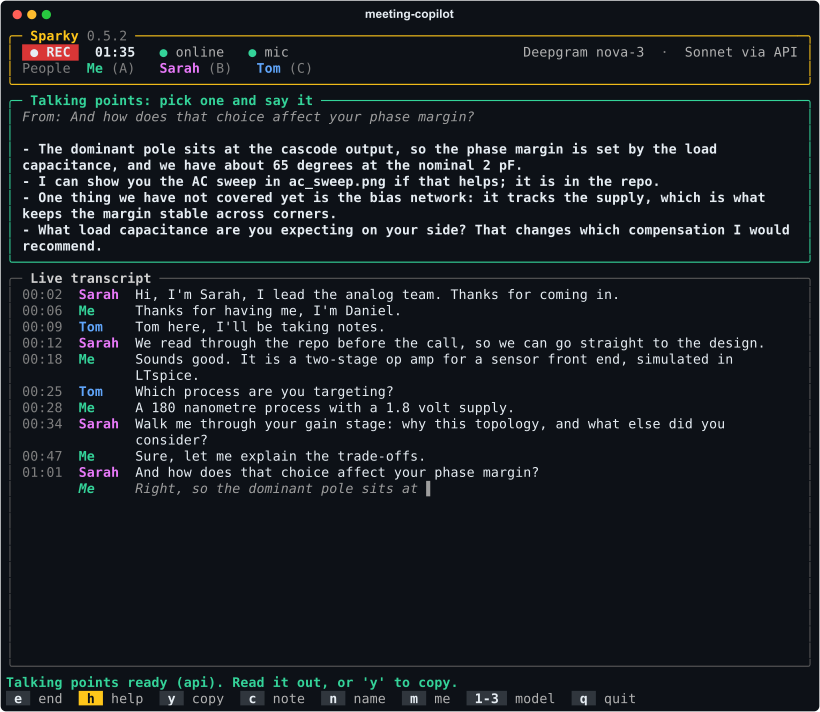 meeting-copilot
Sparky 0.5.2
● REC 01:35 ● online ● mic Deepgram nova-3 · Sonnet via API
People Me (A) Sarah (B) Tom (C)
Talking points: pick one and say it
From: And how does that choice affect your phase margin?
- The dominant pole sits at the cascode output, so the phase margin is set by the load
capacitance, and we have about 65 degrees at the nominal 2 pF.
- I can show you the AC sweep in ac_sweep.png if that helps; it is in the repo.
- One thing we have not covered yet is the bias network: it tracks the supply, which is what
keeps the margin stable across corners.
- What load capacitance are you expecting on your side? That changes which compensation I would
recommend.
Live transcript
00:02 Sarah Hi, I'm Sarah, I lead the analog team. Thanks for coming in.
00:06 Me Thanks for having me, I'm Daniel.
00:09 Tom Tom here, I'll be taking notes.
00:12 Sarah We read through the repo before the call, so we can go straight to the design.
00:18 Me Sounds good. It is a two-stage op amp for a sensor front end, simulated in
LTspice.
00:25 Tom Which process are you targeting?
00:28 Me A 180 nanometre process with a 1.8 volt supply.
00:34 Sarah Walk me through your gain stage: why this topology, and what else did you
consider?
00:47 Me Sure, let me explain the trade-offs.
01:01 Sarah And how does that choice affect your phase margin?
Me Right, so the dominant pole sits at
Talking points ready (api). Read it out, or 'y' to copy.
e end h help y copy c note n name m me 1-3 model q quit